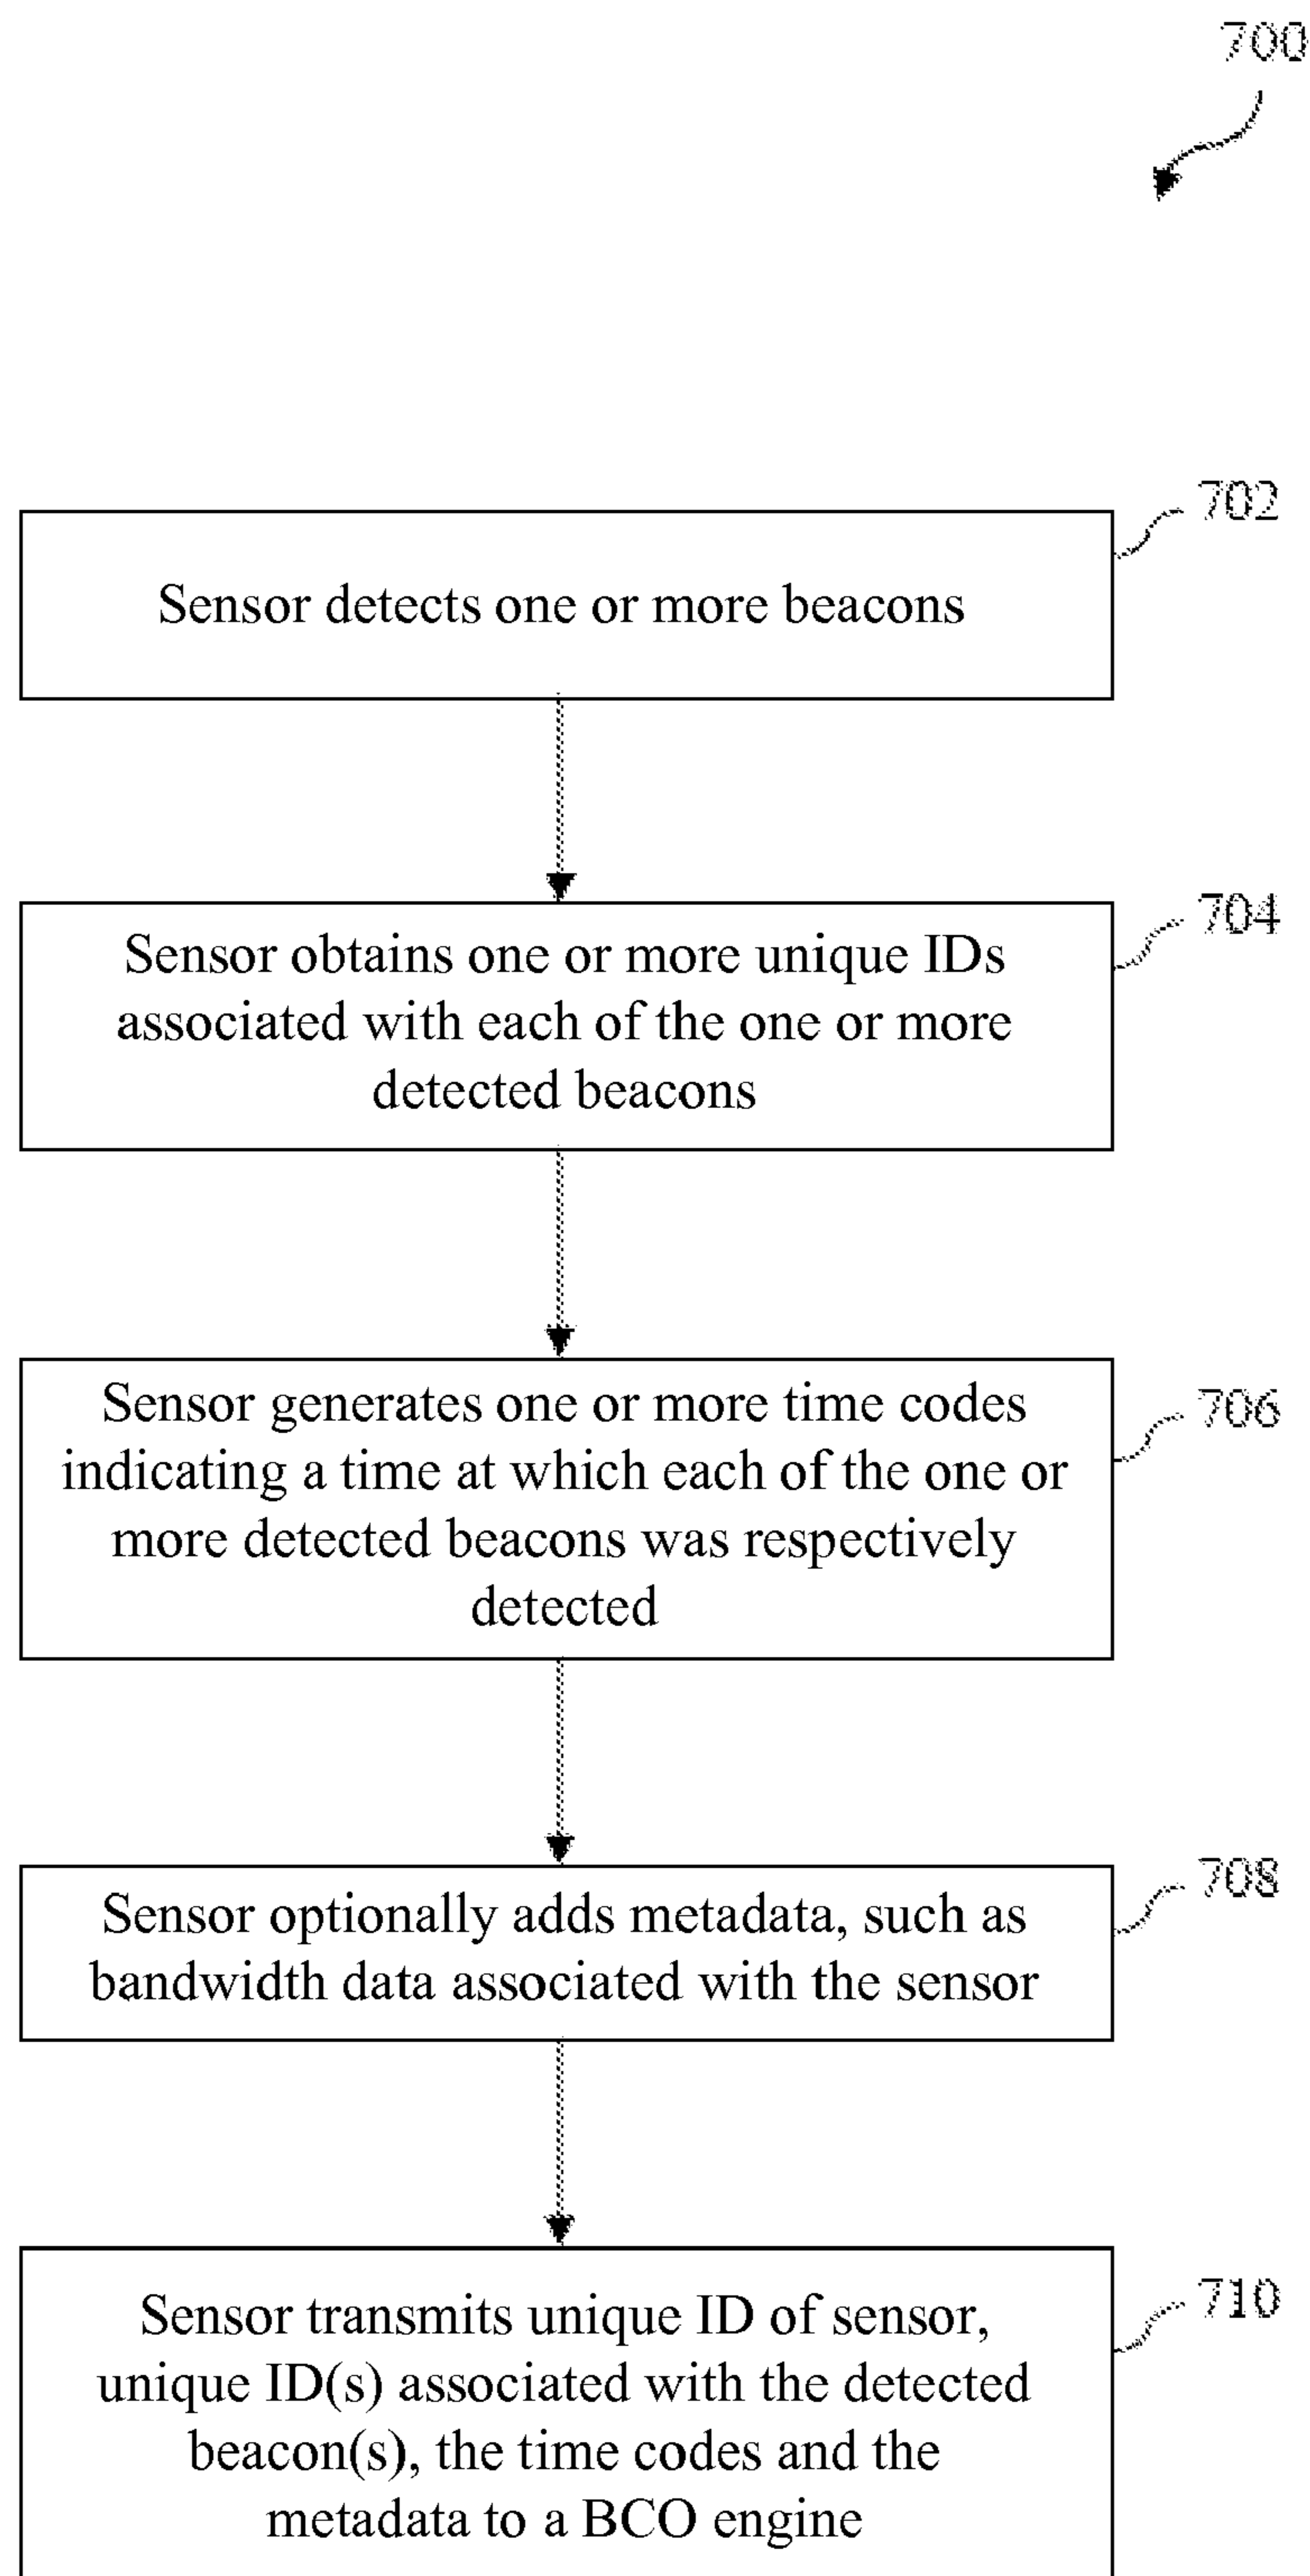 700
702
Sensor detects one or more beacons
704
Sensor obtains one or more unique IDs
associated with each of the one or more
detected beacons
706
Sensor generates one or more time codes
indicating a time at which each of the one or
more detected beacons was respectively
detected
708
Sensor optionally adds metadata, such as
bandwidth data associated with the sensor
710
Sensor transmits unique ID of sensor,
unique ID(s) associated with the detected
beacon(s), the time codes and the
metadada to a BCO engine